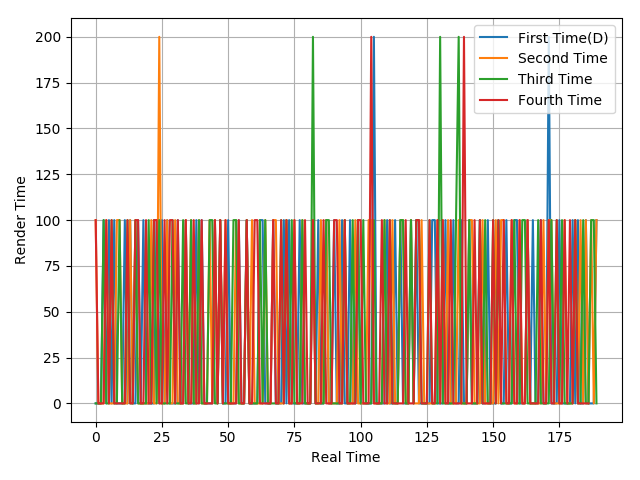 First Time(D)
Second Time
Third Time
Fourth Time
200
175
150
125
100
75
50
25
0
Render Time
0 25 50 75 100 125 150 175
Real Time